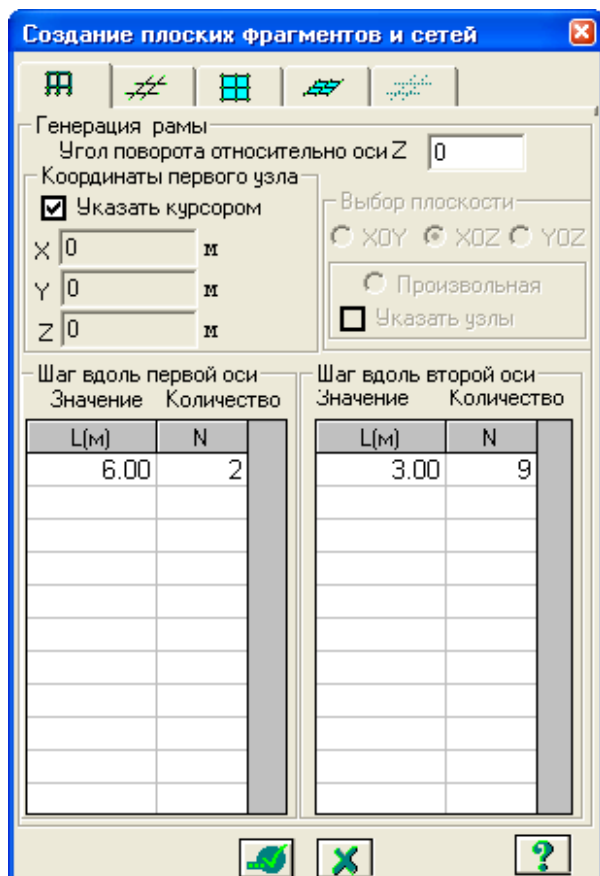 Создание плоских фрагментов и сетей
Генерация рамы
Угол поворота относительно оси Z 0
Координаты первого узла
Указать курсором
X 0 м
Y 0 м
Z 0 м
Выбор плоскости
XOY XOZ YOZ
Произвольная
Указать узлы
Шаг вдоль первой оси
Значение Количество
L(м) N
6.00 2
Шаг вдоль второй оси
Значение Количество
L(м) N
3.00 9
?